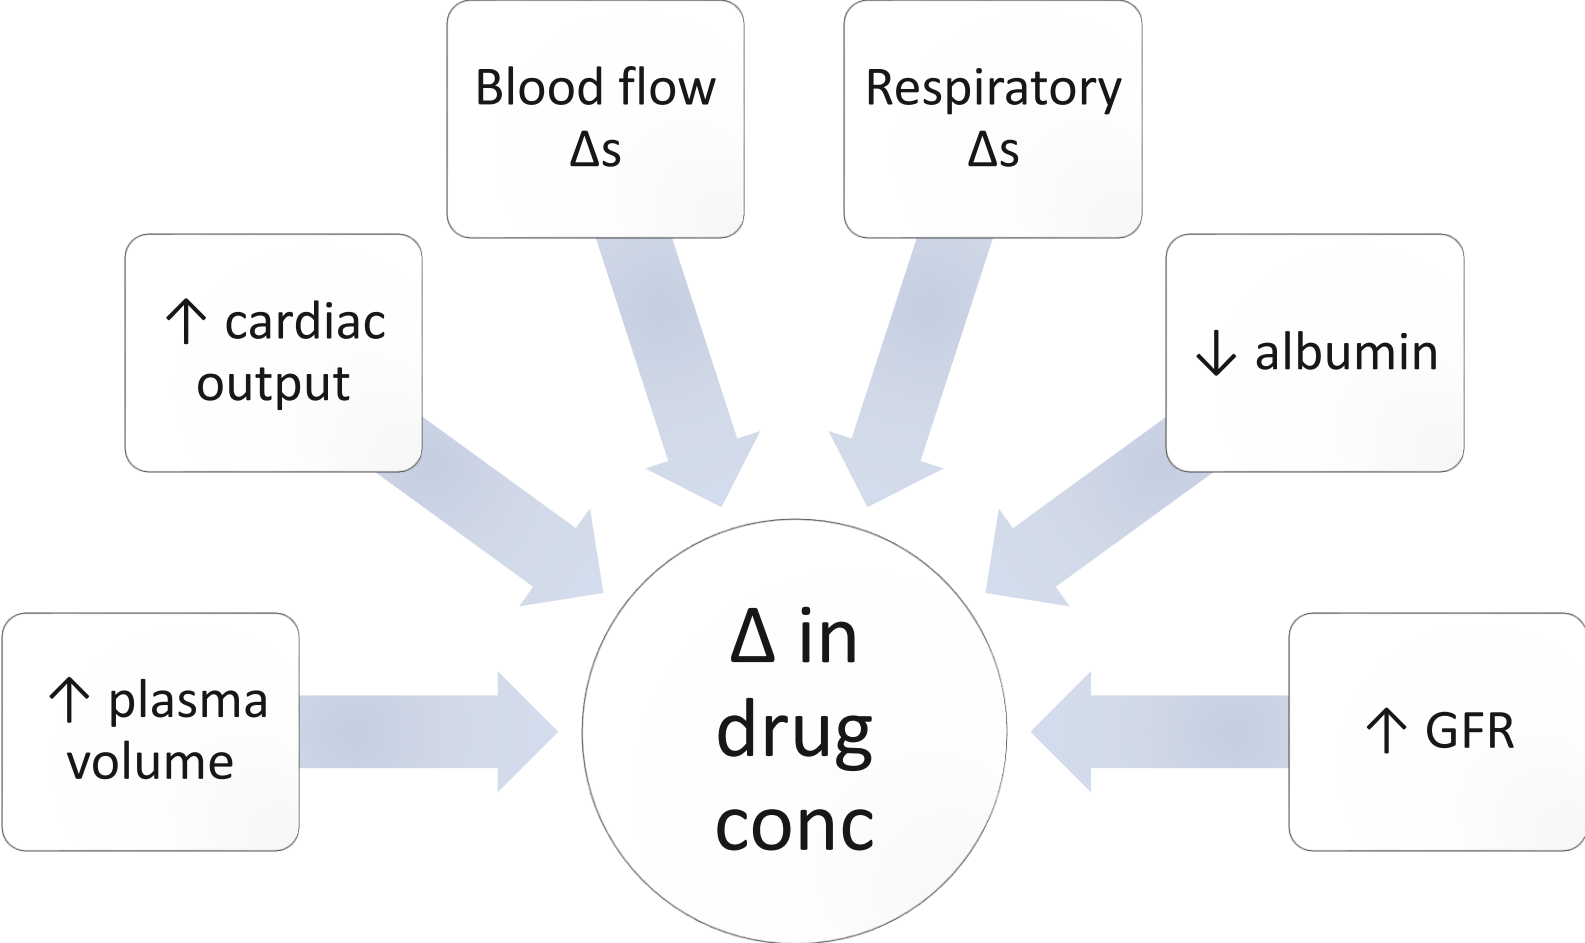 Blood flow
Δs
Respiratory
Δs
↑ cardiac
output
↓ albumin
↑ plasma
volume
Δ in
drug
conc
↑ GFR